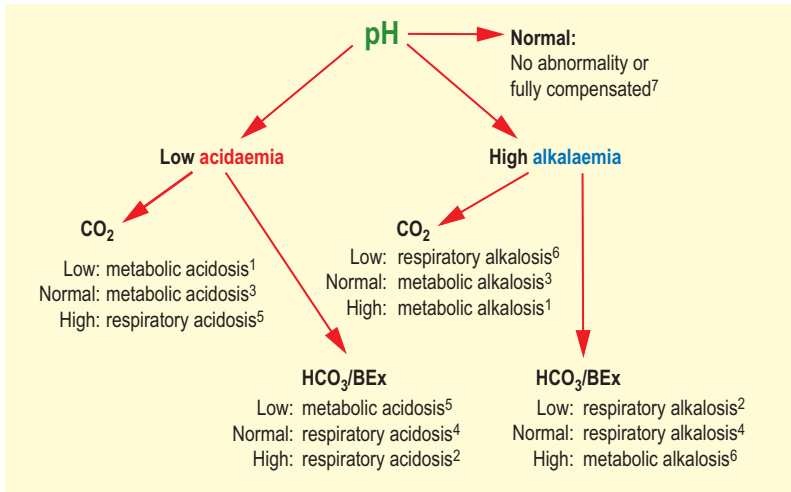 pH
Normal:
No abnormality or
fully compensated⁷
Low acidaemia
High alkalaemia
CO₂
Low: metabolic acidosis¹
Normal: metabolic acidosis³
High: respiratory acidosis⁵
CO₂
Low: respiratory alkalosis⁶
Normal: metabolic alkalosis³
High: metabolic alkalosis¹
HCO₃/BEx
Low: metabolic acidosis⁵
Normal: respiratory acidosis⁴
High: respiratory acidosis²
HCO₃/BEx
Low: respiratory alkalosis²
Normal: respiratory alkalosis⁴
High: metabolic alkalosis⁶